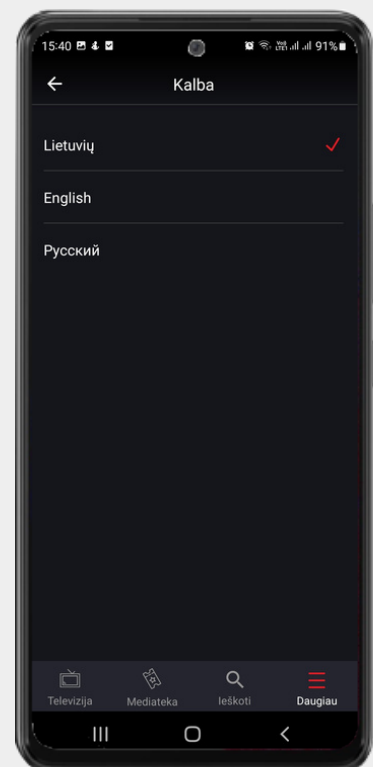 15:40 91%
Kalba
Lietuvių
English
Русский
Televizija Mediateka Ieškoti Daugiau